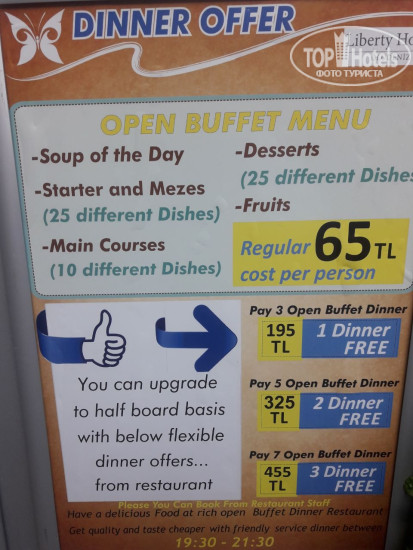 DINNER OFFER
Liberty Ho
TOP Hotels
ФОТО ТУРИСТА
OPEN BUFFET MENU
-Soup of the Day
-Starter and Mezes
(25 different Dishes)
-Main Courses
(10 different Dishes)
-Desserts
(25 different Dishes
-Fruits
Regular 65 TL
cost per person
You can upgrade
to half board basis
with below flexible
dinner offers...
from restaurant
Pay 3 Open Buffet Dinner
195 TL
1 Dinner
FREE
Pay 5 Open Buffet Dinner
325 TL
2 Dinner
FREE
Pay 7 Open Buffet Dinner
455 TL
3 Dinner
FREE
Please You Can Book From Restaurant Staff
Have a delicious Food at rich open Buffet Dinner Restaurant
Get quality and taste cheaper with friendly service dinner between
19:30 - 21:30